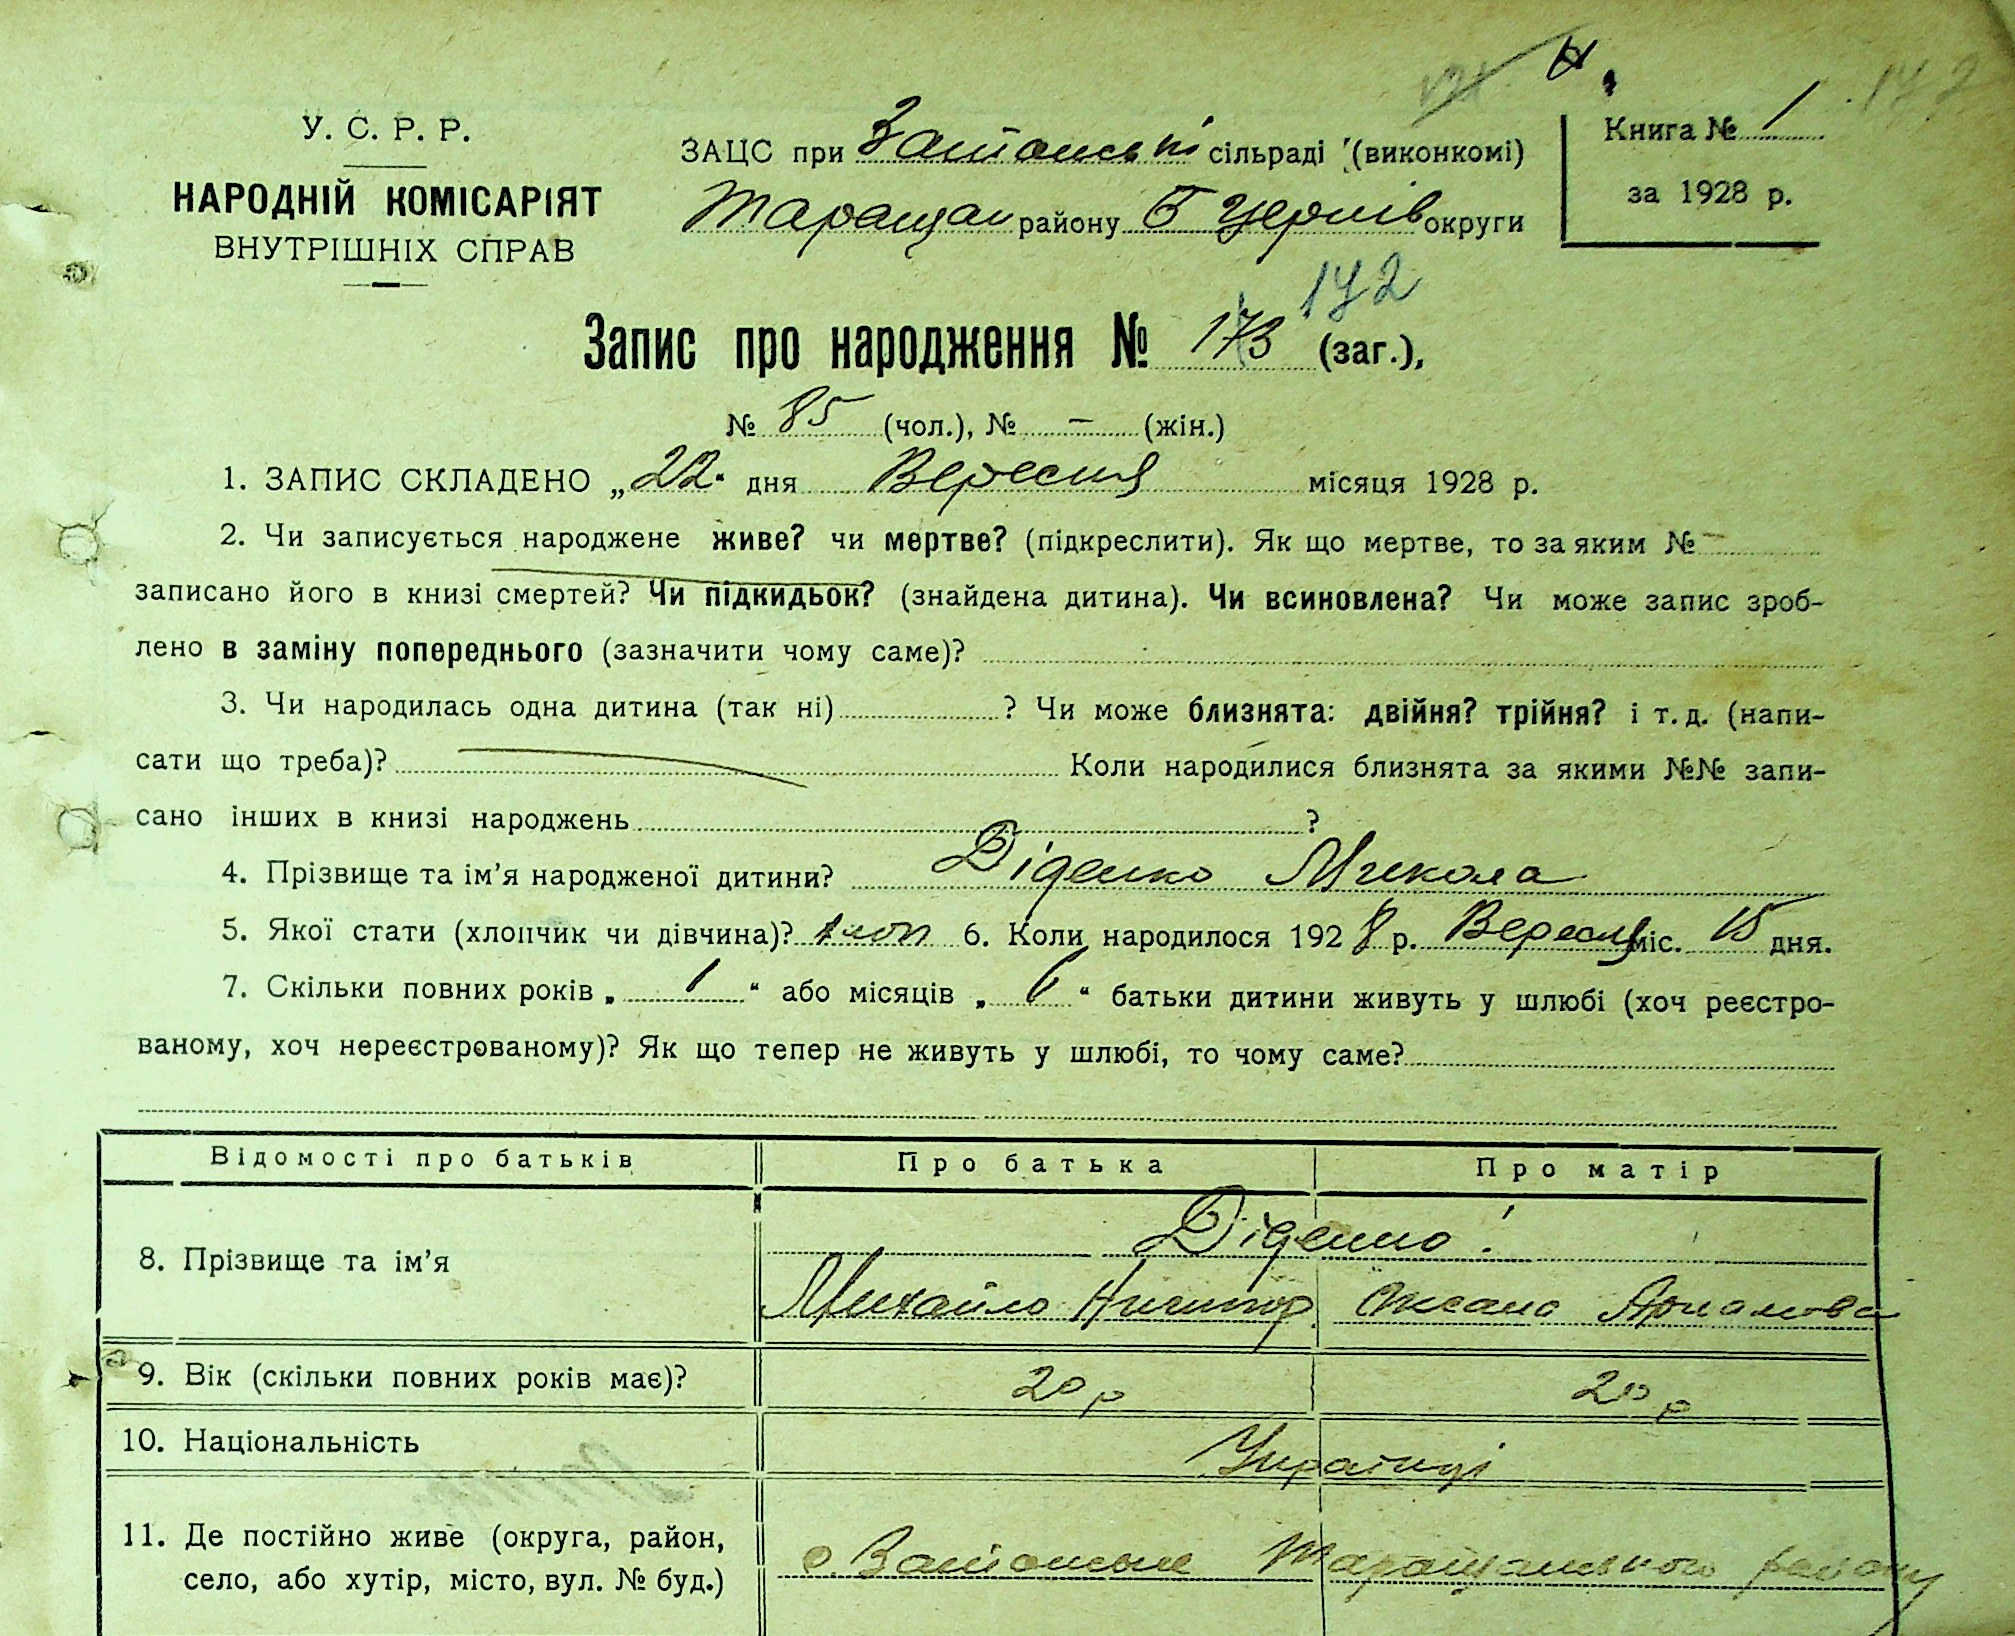 172
У. С. Р. Р.
ЗАЦС при сільраді (виконкомі)
Книга № 1
НАРОДНІЙ КОМІСАРІЯТ
Таращан району Б Церків округи
за 1928 р.
ВНУТРІШНІХ СПРАВ
172
Запис про народження № 173 (заг.),
№ 85 (чол.), № – (жін.)
1. ЗАПИС СКЛАДЕНО „22“ дня Вересня місяця 1928 р.
2. Чи записується народжене живе? чи мертве? (підкреслити). Як що мертве, то за яким № –
записано його в книзі смертей? Чи підкидьок? (знайдена дитина). Чи всиновлена? Чи може запис зроб-
лено в заміну попереднього (зазначити чому саме)?
3. Чи народилась одна дитина (так ні) ? Чи може близнята: двійня? трійня? і т. д. (напи-
сати що треба)? Коли народилися близнята за якими №№ запи-
сано інших в книзі народжень ?
4. Прізвище та ім’я народженої дитини? Діденко Микола
5. Якої стати (хлопчик чи дівчина)? хлоп 6. Коли народилося 1928 р. Вересня міс. 15 дня.
7. Скільки повних років „ 1 “ або місяців „ 6 “ батьки дитини живуть у шлюбі (хоч реєстро-
ваному, хоч нереєстрованому)? Як що тепер не живуть у шлюбі, то чому саме?
Відомості про батьків Про батька Про матір
8. Прізвище та ім’я Діденко
Михайло Ничипор. Оксана
9. Вік (скільки повних років має)? 20 р 20 р
10. Національність Українці
11. Де постійно живе (округа, район,
село, або хутір, місто, вул. № буд.) с. Таращанського району